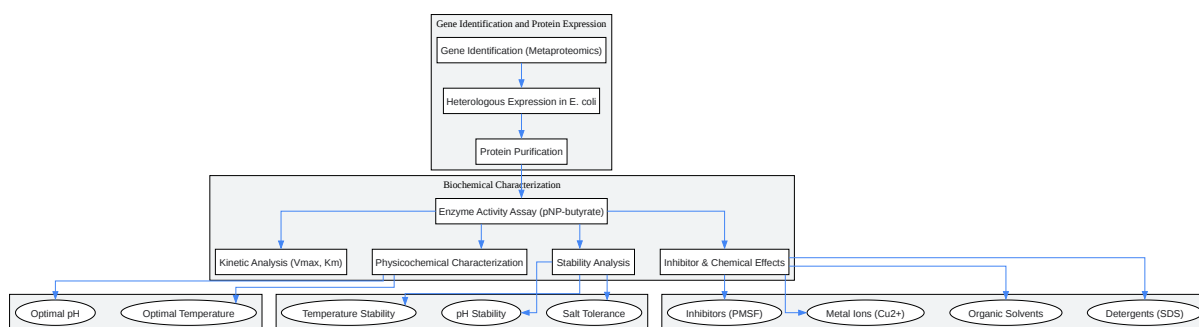 Gene Identification and Protein Expression
Gene Identification (Metaproteomics)
Heterologous Expression in E. coli
Protein Purification
Biochemical Characterization
Enzyme Activity Assay (pNP-butyrate)
Kinetic Analysis (Vmax, Km)
Physicochemical Characterization
Stability Analysis
Inhibitor & Chemical Effects
Optimal pH
Optimal Temperature
Temperature Stability
pH Stability
Salt Tolerance
Inhibitors (PMSF)
Metal Ions (Cu2+)
Organic Solvents
Detergents (SDS)